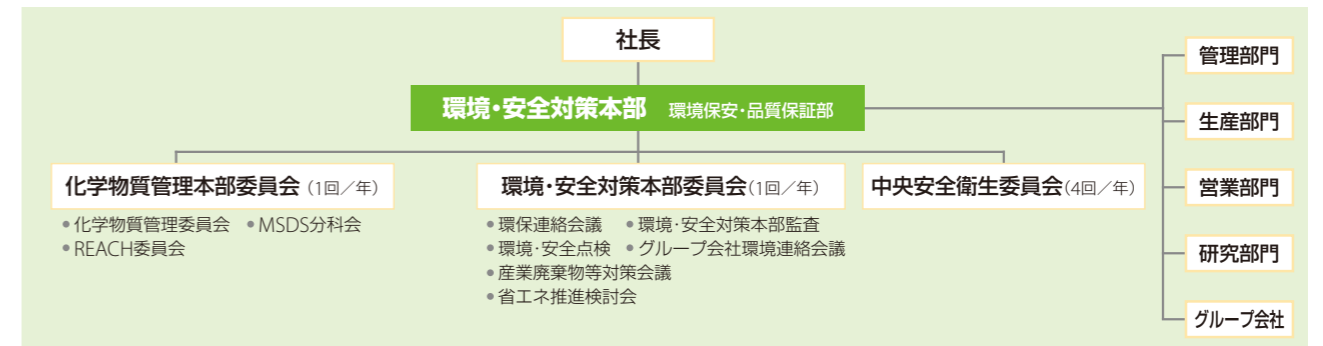 社長
環境・安全対策本部 環境保安・品質保証部
化学物質管理本部委員会（1回／年）
●化学物質管理委員会 ●MSDS分科会
●REACH委員会
環境・安全対策本部委員会（1回／年）
●環保連絡会議 ●環境・安全対策本部監査
●環境・安全点検 ●グループ会社環境連絡会議
●産業廃棄物等対策会議
●省エネ推進検討会
中央安全衛生委員会（4回／年）
管理部門
生産部門
営業部門
研究部門
グループ会社